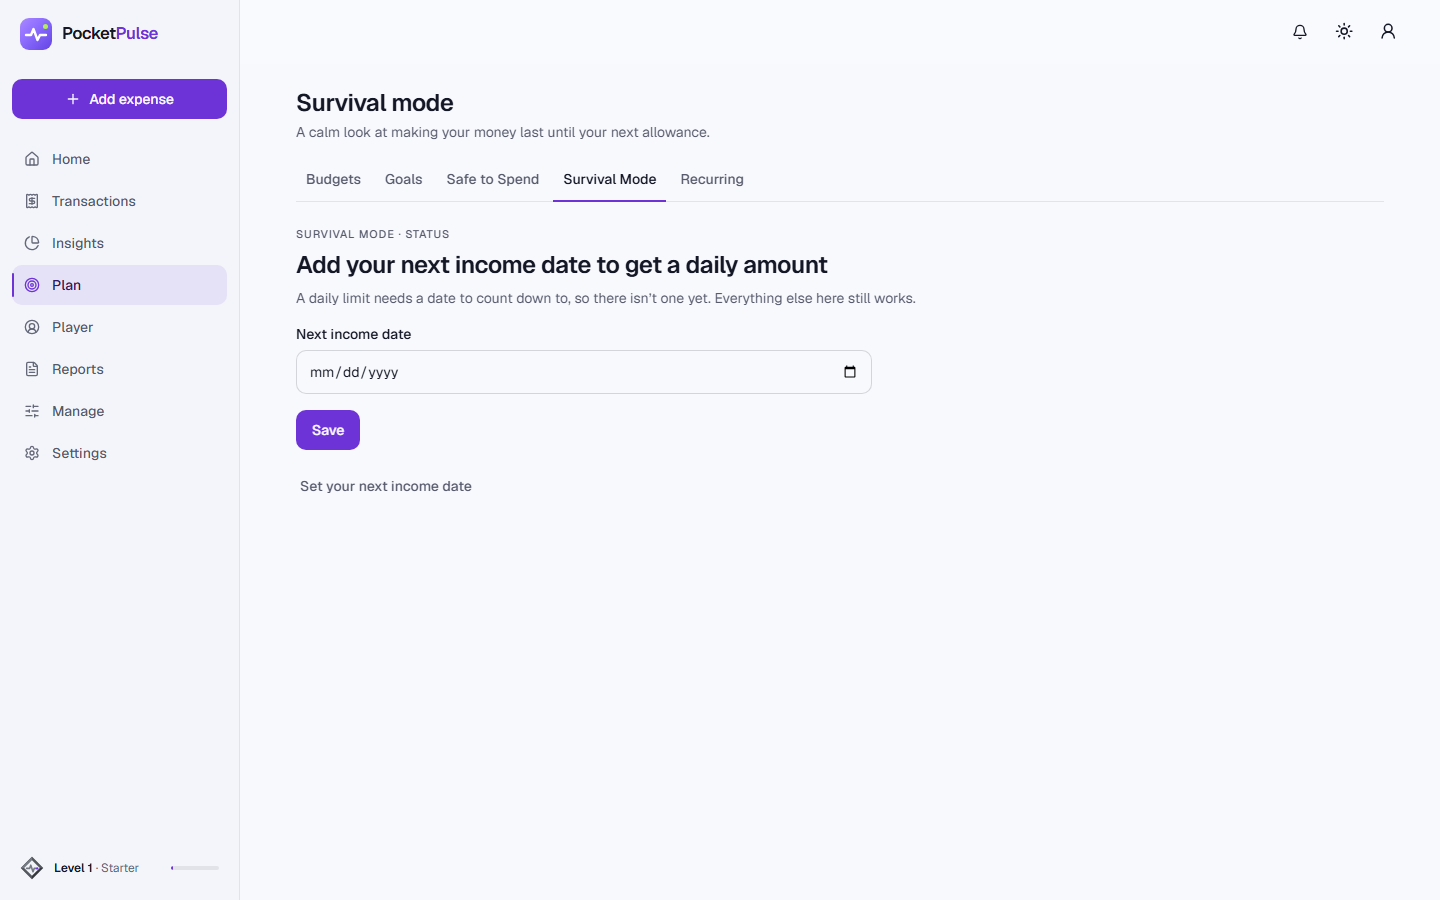 PocketPulse
Add expense
Home
Transactions
Insights
Plan
Player
Reports
Manage
Settings
Level 1 · Starter
Survival mode
A calm look at making your money last until your next allowance.
Budgets Goals Safe to Spend Survival Mode Recurring
SURVIVAL MODE · STATUS
Add your next income date to get a daily amount
A daily limit needs a date to count down to, so there isn't one yet. Everything else here still works.
Next income date
mm/dd/yyyy
Save
Set your next income date